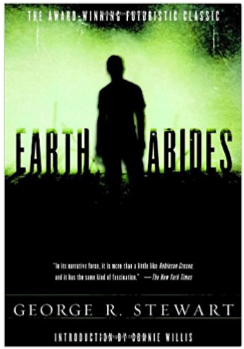 THE AWARD-WINNING FUTURISTIC CLASSIC
EARTH ABIDES
"In its narrative force, it is more than a little like Robinson Crusoe,
and it has the same kind of fascination." —The New York Times
GEORGE R. STEWART
INTRODUCTION BY CONNIE WILLIS